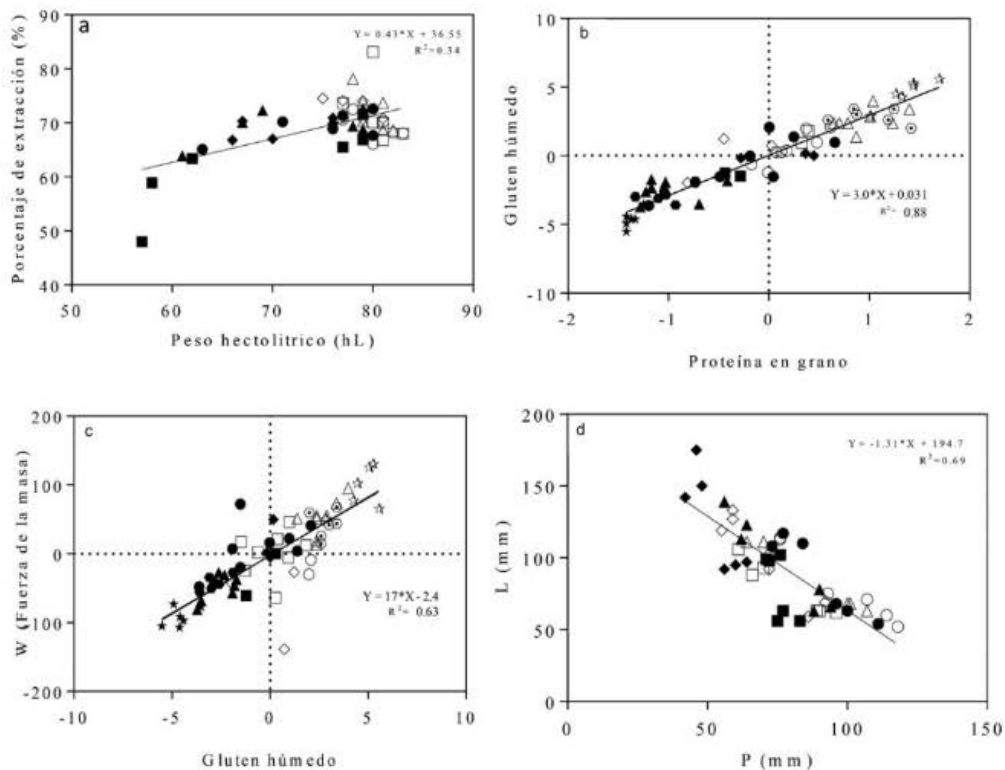 a
Y = 0.43*X + 36.55
R²=0.34
Porcentaje de extracción (%)
90
80
70
60
50
40
50
60
70
80
90
Peso hectolitrico (hL)
b
Gluten húmedo
10
5
0
-5
-10
Y = 3.0*X + 0.031
R²= 0.88
-2
-1
0
1
2
Proteína en grano
c
W (Fuerza de la masa)
200
100
0
-100
-200
Y = 17*X - 2.4
R²= 0.63
-10
-5
0
5
10
Gluten húmedo
d
Y = -1.31*X + 194.7
R²=0.69
L (mm)
200
150
100
50
0
0
50
100
150
P (mm)